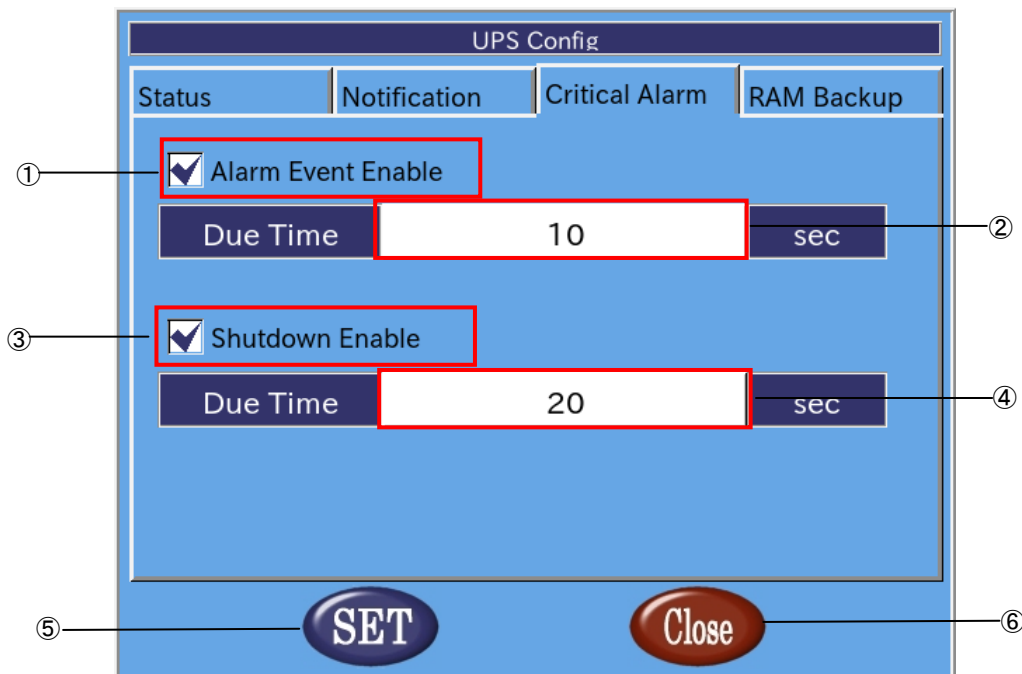 UPS Config
Status Notification Critical Alarm RAM Backup
① Alarm Event Enable
Due Time 10 sec ②
③ Shutdown Enable
Due Time 20 sec ④
⑤ SET Close ⑥